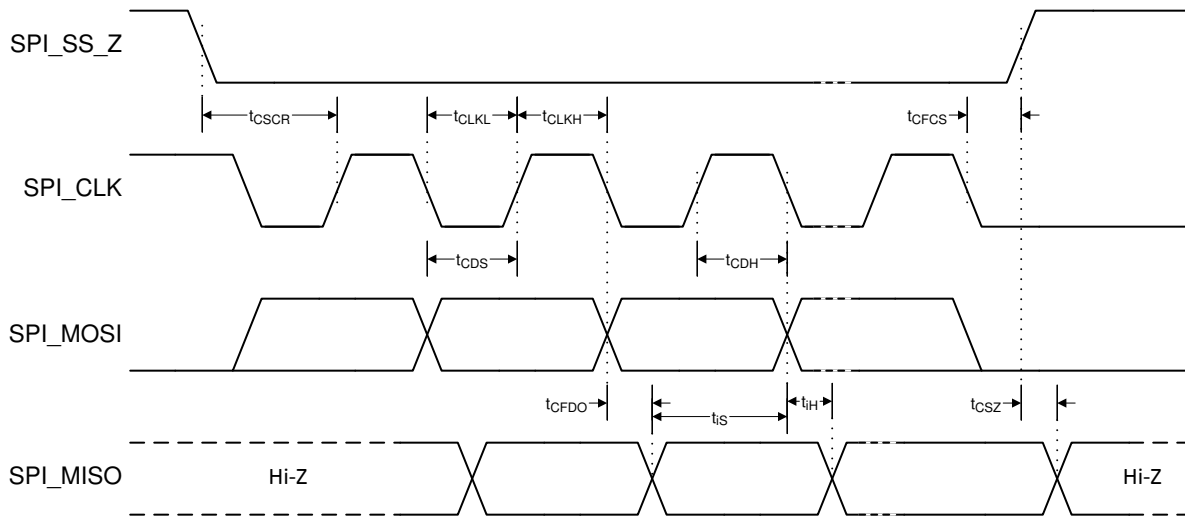 SPI_SS_Z
tCSCR
tCLKL
tCLKH
tCFCS
SPI_CLK
tCDS
tCDH
SPI_MOSI
tCFDO
tiS
tiH
tCSZ
SPI_MISO
Hi-Z
Hi-Z